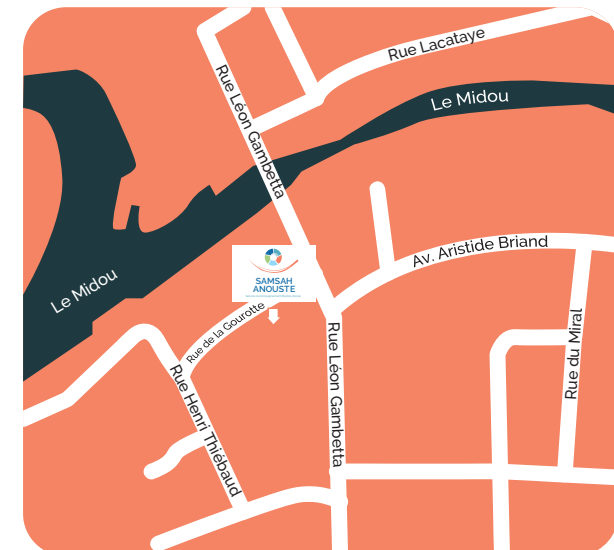 Rue Lacataye
Le Midou
Rue Léon Gambetta
Av. Aristide Briand
SAMSAH
ANOUSTE
Le Midou
Rue de la Gourotte
Rue Léon Gambetta
Rue du Miral
Rue Henri Thiébaud